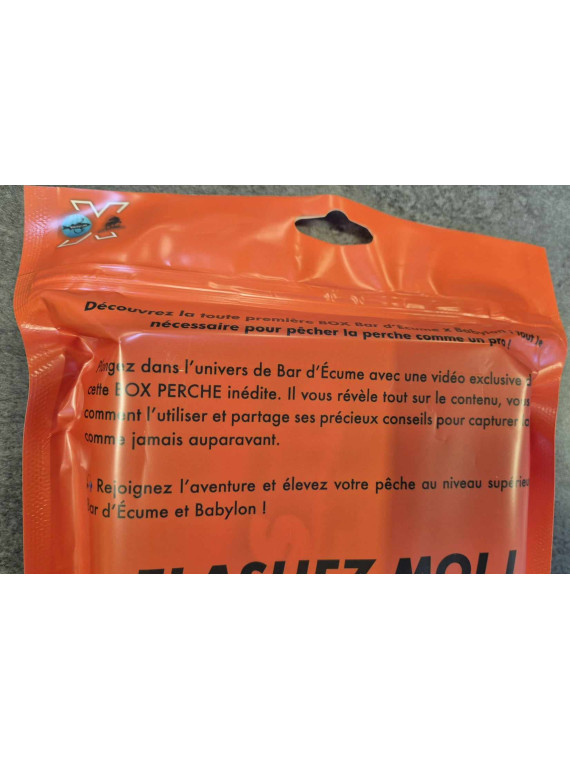 Découvrez la toute première BOX Bar d'Écume x Babylon ! tout le
nécessaire pour pêcher la perche comme un pro !
Plongez dans l'univers de Bar d'Écume avec une vidéo exclusive d
cette BOX PERCHE inédite. Il vous révèle tout sur le contenu, vous
comment l'utiliser et partage ses précieux conseils pour capturer
comme jamais auparavant.
Rejoignez l'aventure et élevez votre pêche au niveau supérieu
Bar d'Écume et Babylon !
FLASHEZ MOI !